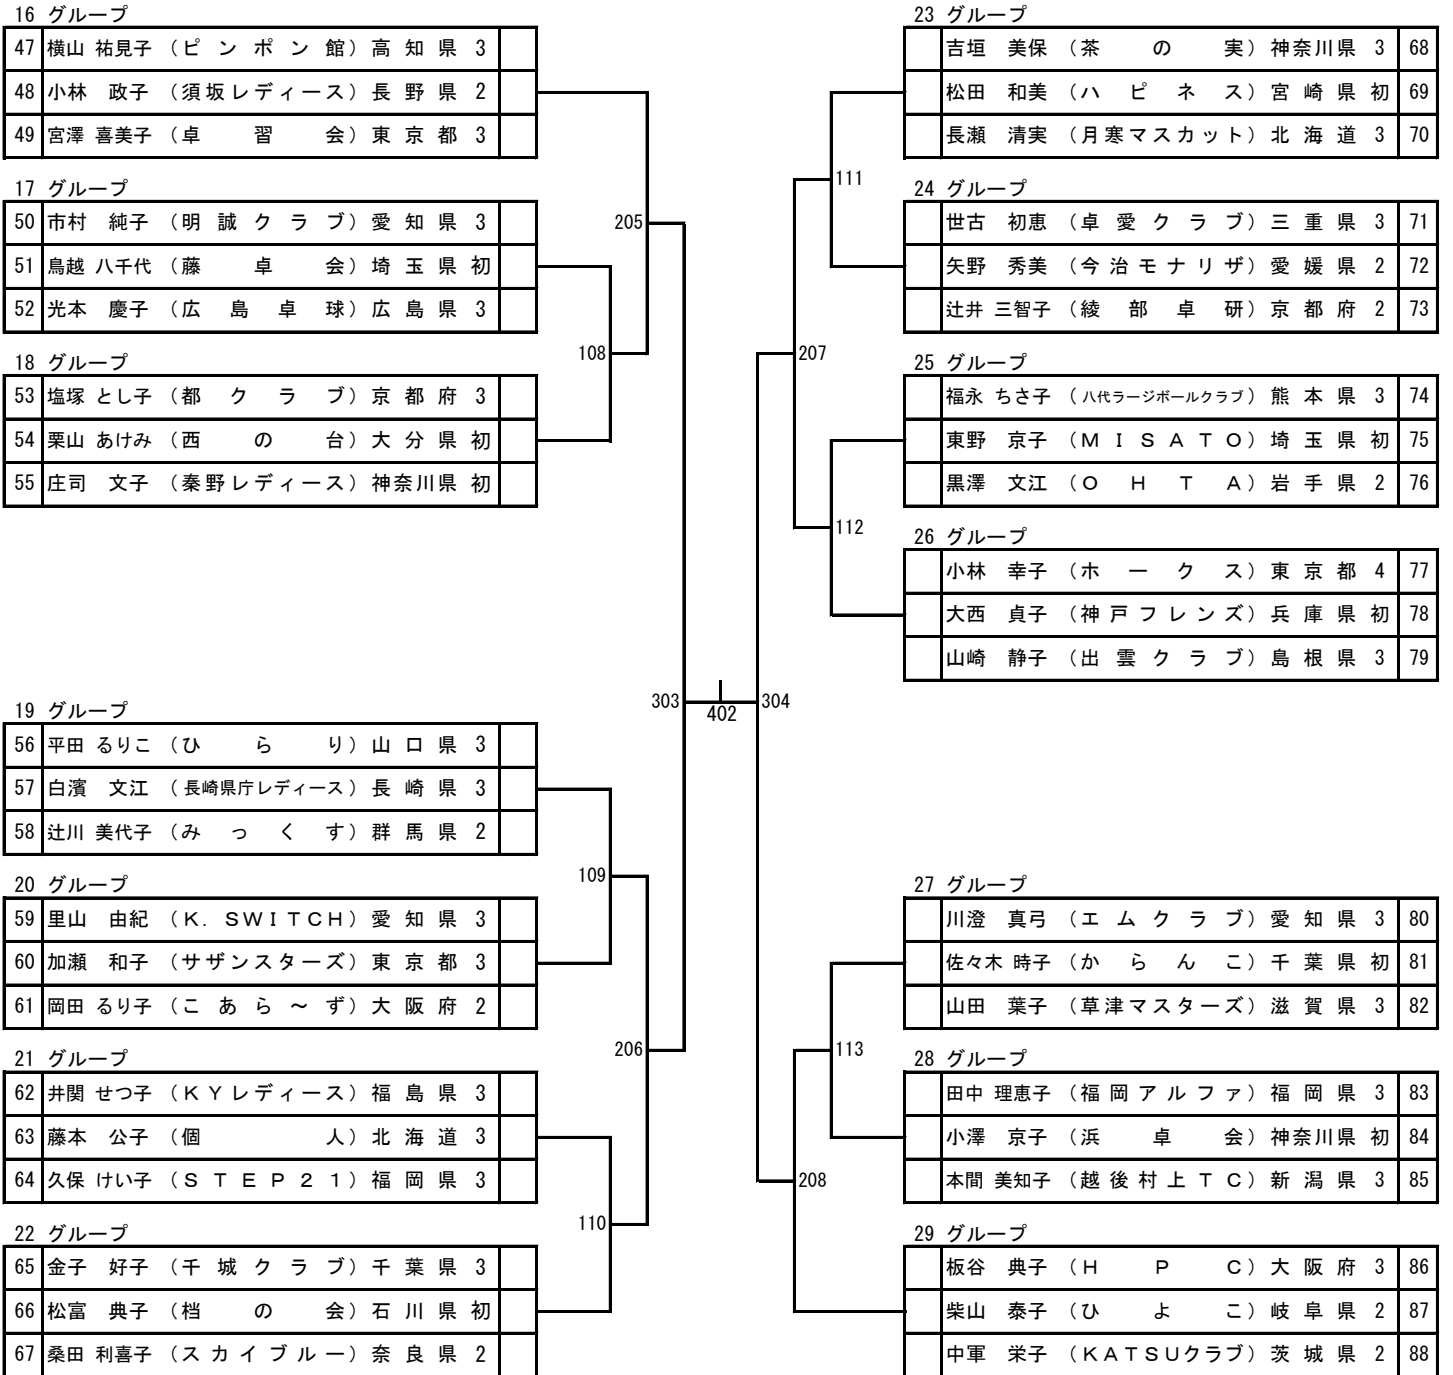 16 グループ
47 横山 祐見子 （ピンポン館）高知県 3
48 小林 政子 （須坂レディース）長野県 2
49 宮澤 喜美子 （卓習会）東京都 3
17 グループ
50 市村 純子 （明誠クラブ）愛知県 3
51 鳥越 八千代 （藤卓会）埼玉県 初
52 光本 慶子 （広島卓球）広島県 3
18 グループ
53 塩塚 とし子 （都クラブ）京都府 3
54 栗山 あけみ （西の台）大分県 初
55 庄司 文子 （秦野レディース）神奈川県 初
19 グループ
56 平田 るりこ （ひらり）山口県 3
57 白濱 文江 （長崎県庁レディース）長崎県 3
58 辻川 美代子 （みっくす）群馬県 2
20 グループ
59 里山 由紀 （K. SWITCH）愛知県 3
60 加瀬 和子 （サザンスターズ）東京都 3
61 岡田 るり子 （こあら～ず）大阪府 2
21 グループ
62 井関 せつ子 （KYレディース）福島県 3
63 藤本 公子 （個人）北海道 3
64 久保 けい子 （STEP21）福岡県 3
22 グループ
65 金子 好子 （千城クラブ）千葉県 3
66 松富 典子 （档の会）石川県 初
67 桑田 利喜子 （スカイブルー）奈良県 2
205
108
303
109
206
110
402
304
111
207
112
113
208
23 グループ
吉垣 美保 （茶の実）神奈川県 3 68
松田 和美 （ハピネス）宮崎県 初 69
長瀬 清実 （月寒マスカット）北海道 3 70
24 グループ
世古 初恵 （卓愛クラブ）三重県 3 71
矢野 秀美 （今治モナリザ）愛媛県 2 72
辻井 三智子 （綾部卓研）京都府 2 73
25 グループ
福永 ちさ子 （八代ラージボールクラブ）熊本県 3 74
東野 京子 （MISATO）埼玉県 初 75
黒澤 文江 （OHTA）岩手県 2 76
26 グループ
小林 幸子 （ホークス）東京都 4 77
大西 貞子 （神戸フレンズ）兵庫県 初 78
山崎 静子 （出雲クラブ）島根県 3 79
27 グループ
川澄 真弓 （エムクラブ）愛知県 3 80
佐々木 時子 （からんこ）千葉県 初 81
山田 葉子 （草津マスターズ）滋賀県 3 82
28 グループ
田中 理恵子 （福岡アルファ）福岡県 3 83
小澤 京子 （浜卓会）神奈川県 初 84
本間 美知子 （越後村上TC）新潟県 3 85
29 グループ
板谷 典子 （HPC）大阪府 3 86
柴山 泰子 （ひよこ）岐阜県 2 87
中軍 栄子 （KATSUクラブ）茨城県 2 88